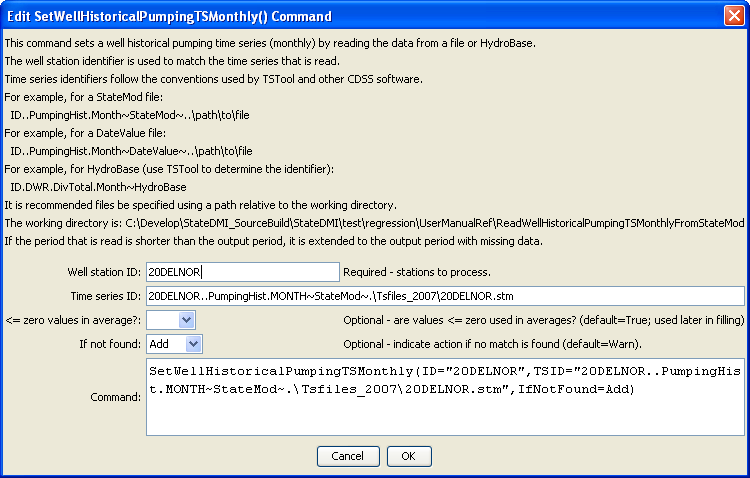 Edit SetWellHistoricalPumpingTSMonthly() Command
This command sets a well historical pumping time series (monthly) by reading the data from a file or HydroBase.
The well station identifier is used to match the time series that is read.
Time series identifiers follow the conventions used by TSTool and other CDSS software.
For example, for a StateMod file:
ID..PumpingHist.Month~StateMod~..\path\to\file
For example, for a DateValue file:
ID..PumpingHist.Month~DateValue~..\path\to\file
For example, for HydroBase (use TSTool to determine the identifier):
ID.DWR.DivTotal.Month~HydroBase
It is recommended files be specified using a path relative to the working directory.
The working directory is: C:\Develop\StateDMI_SourceBuild\StateDMI\test\regression\UserManualRef\ReadWellHistoricalPumpingTSMonthlyFromStateMod
If the period that is read is shorter than the output period, it is extended to the output period with missing data.
Well station ID: 20DELNOR Required - stations to process.
Time series ID: 20DELNOR..PumpingHist.MONTH~StateMod~.\Tsfiles_2007\20DELNOR.stm
<= zero values in average?: Optional - are values <= zero used in averages? (default=True; used later in filling)
If not found: Add Optional - indicate action if no match is found (default=Warn).
SetWellHistoricalPumpingTSMonthly(ID="20DELNOR",TSID="20DELNOR..PumpingHis
Command: t.MONTH~StateMod~.\Tsfiles_2007\20DELNOR.stm",IfNotFound=Add)
Cancel OK